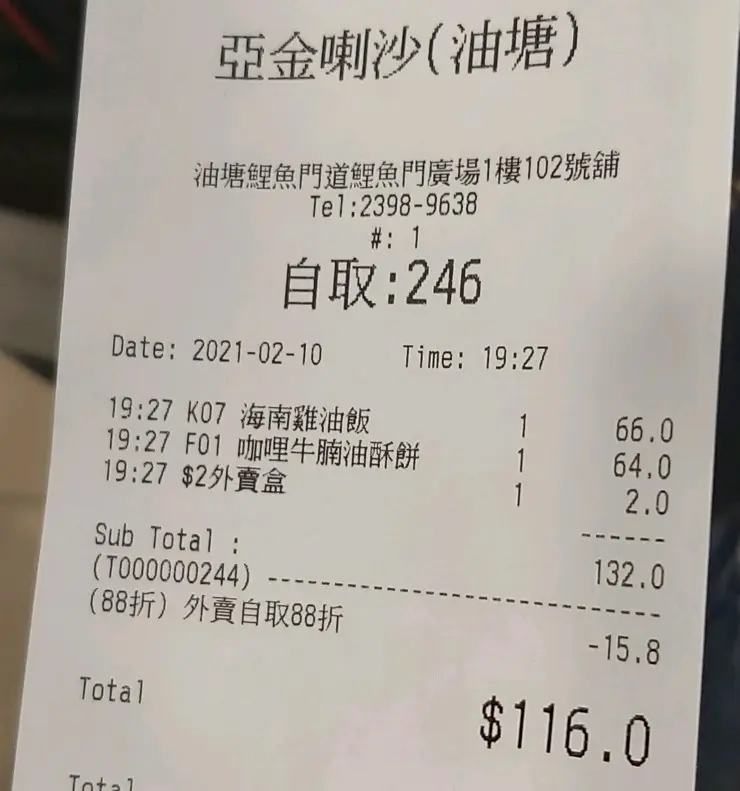 亞金喇沙(油塘)
油塘鯉魚門道鯉魚門廣場1樓102號舖
Tel:2398-9638
#: 1
自取:246
Date: 2021-02-10 Time: 19:27
19:27 K07 海南雞油飯 1 66.0
19:27 F01 咖哩牛腩油酥餅 1 64.0
19:27 $2外賣盒 1 2.0
------
Sub Total : 132.0
(T000000244) ------------------------------
(88折) 外賣自取88折 -15.8
Total $116.0
Total